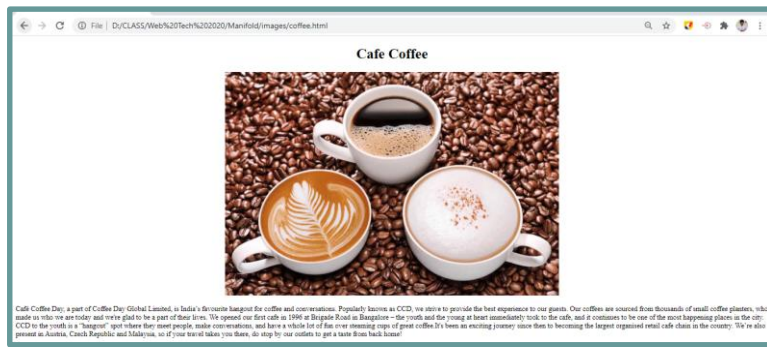 File | D:/CLASS/Web%20Tech%202020/Manifold/images/coffee.html
Cafe Coffee
Café Coffee Day, a part of Coffee Day Global Limited, is India's favourite hangout for coffee and conversations. Popularly known as CCD, we strive to provide the best experience to our guests. Our coffees are sourced from thousands of small coffee planters, who
made us who we are today and we're glad to be a part of their lives. We opened our first cafe in 1996 at Brigade Road in Bangalore – the youth and the young at heart immediately took to the cafe, and it continues to be one of the most happening places in the city.
CCD to the youth is a "hangout" spot where they meet people, make conversations, and have a whole lot of fun over steaming cups of great coffee.It's been an exciting journey since then to becoming the largest organised retail cafe chain in the country. We're also
present in Austria, Czech Republic and Malaysia, so if your travel takes you there, do stop by our outlets to get a taste from back home!